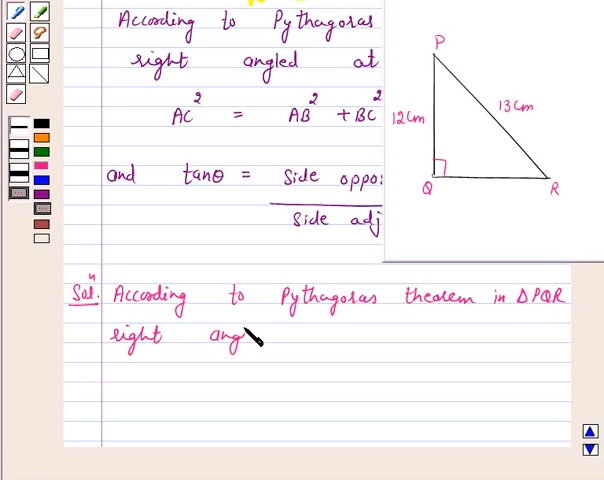 According to Pythagoras
right angled at
AC² = AB² + BC²
and tanθ = Side oppo
Side adj
P
12cm
13cm
Q
R
Solⁿ. According to Pythagoras theorem in ΔPQR
right ang